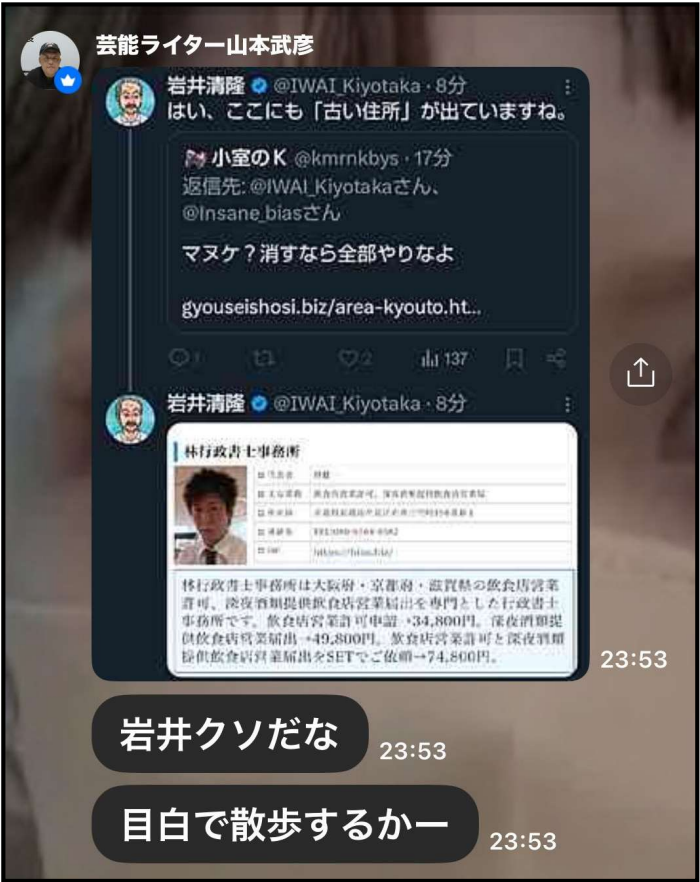 芸能ライター山本武彦
岩井清隆 @IWAI_Kiyotaka・8分
はい、ここにも「古い住所」が出ていますね。
小室のK @kmrnkbys・17分
返信先: @IWAI_Kiyotakaさん、
@Insane_biasさん
マヌケ?消すなら全部やりなよ
gyouseishosi.biz/area-kyouto.ht...
1 2 137
岩井清隆 @IWAI_Kiyotaka・8分
林行政書士事務所
林行政書士事務所は大阪府・京都府・滋賀県の飲食店営業
許可、深夜酒類提供飲食店営業届出を専門とした行政書士
事務所です。飲食店営業許可申請→34,800円。深夜酒類提
供飲食店営業届出→49,800円。飲食店営業許可と深夜酒類
提供飲食店営業届出をSETでご依頼→74,800円。
23:53
岩井クソだな
23:53
目白で散歩するかー
23:53